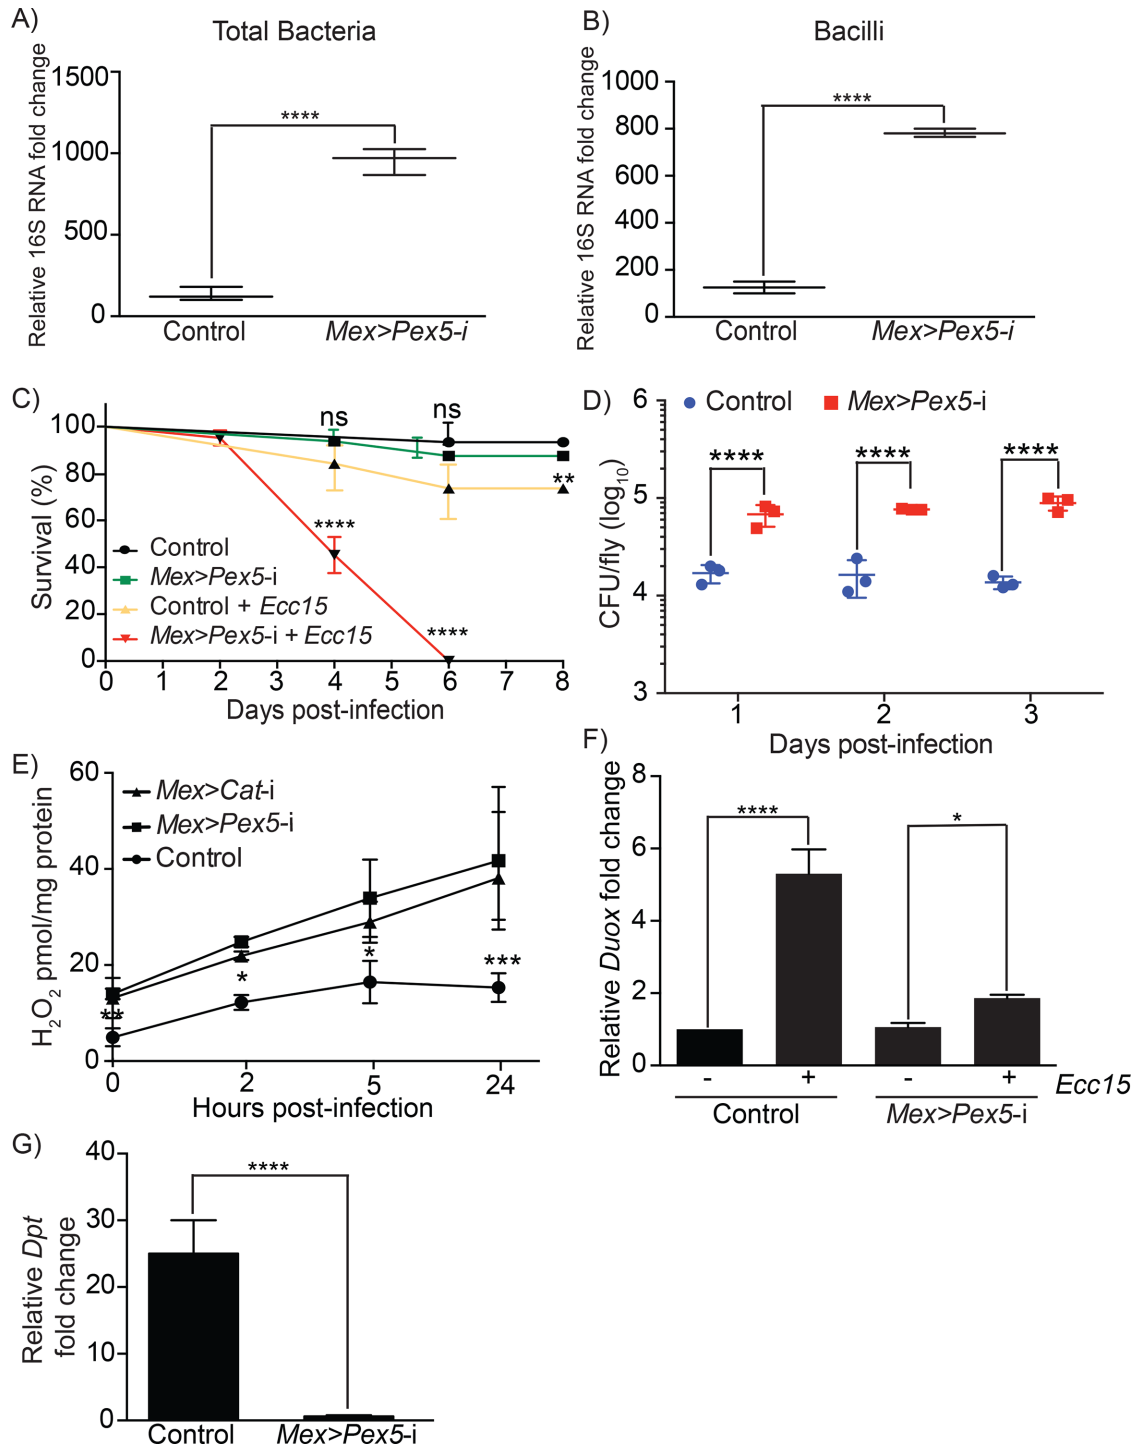 A)
Total Bacteria
Relative 16S RNA fold change
1500
1000
500
0
****
Control
Mex>Pex5-i
B)
Bacilli
Relative 16S RNA fold change
1000
800
600
400
200
0
****
Control
Mex>Pex5-i
C)
Survival (%)
100
80
60
40
20
0
ns
ns
**
****
****
Control
Mex>Pex5-i
Control + Ecc15
Mex>Pex5-i + Ecc15
0 1 2 3 4 5 6 7 8
Days post-infection
D)
CFU/fly (log10)
6
5
4
3
Control
Mex>Pex5-i
****
****
****
1 2 3
Days post-infection
E)
H2O2 pmol/mg protein
60
40
20
0
Mex>Cat-i
Mex>Pex5-i
Control
**
*
*
***
0 2 5 24
Hours post-infection
F)
Relative Duox fold change
8
6
4
2
0
****
*
- + - + Ecc15
Control
Mex>Pex5-i
G)
Relative Dpt
fold change
40
30
20
10
0
****
Control
Mex>Pex5-i